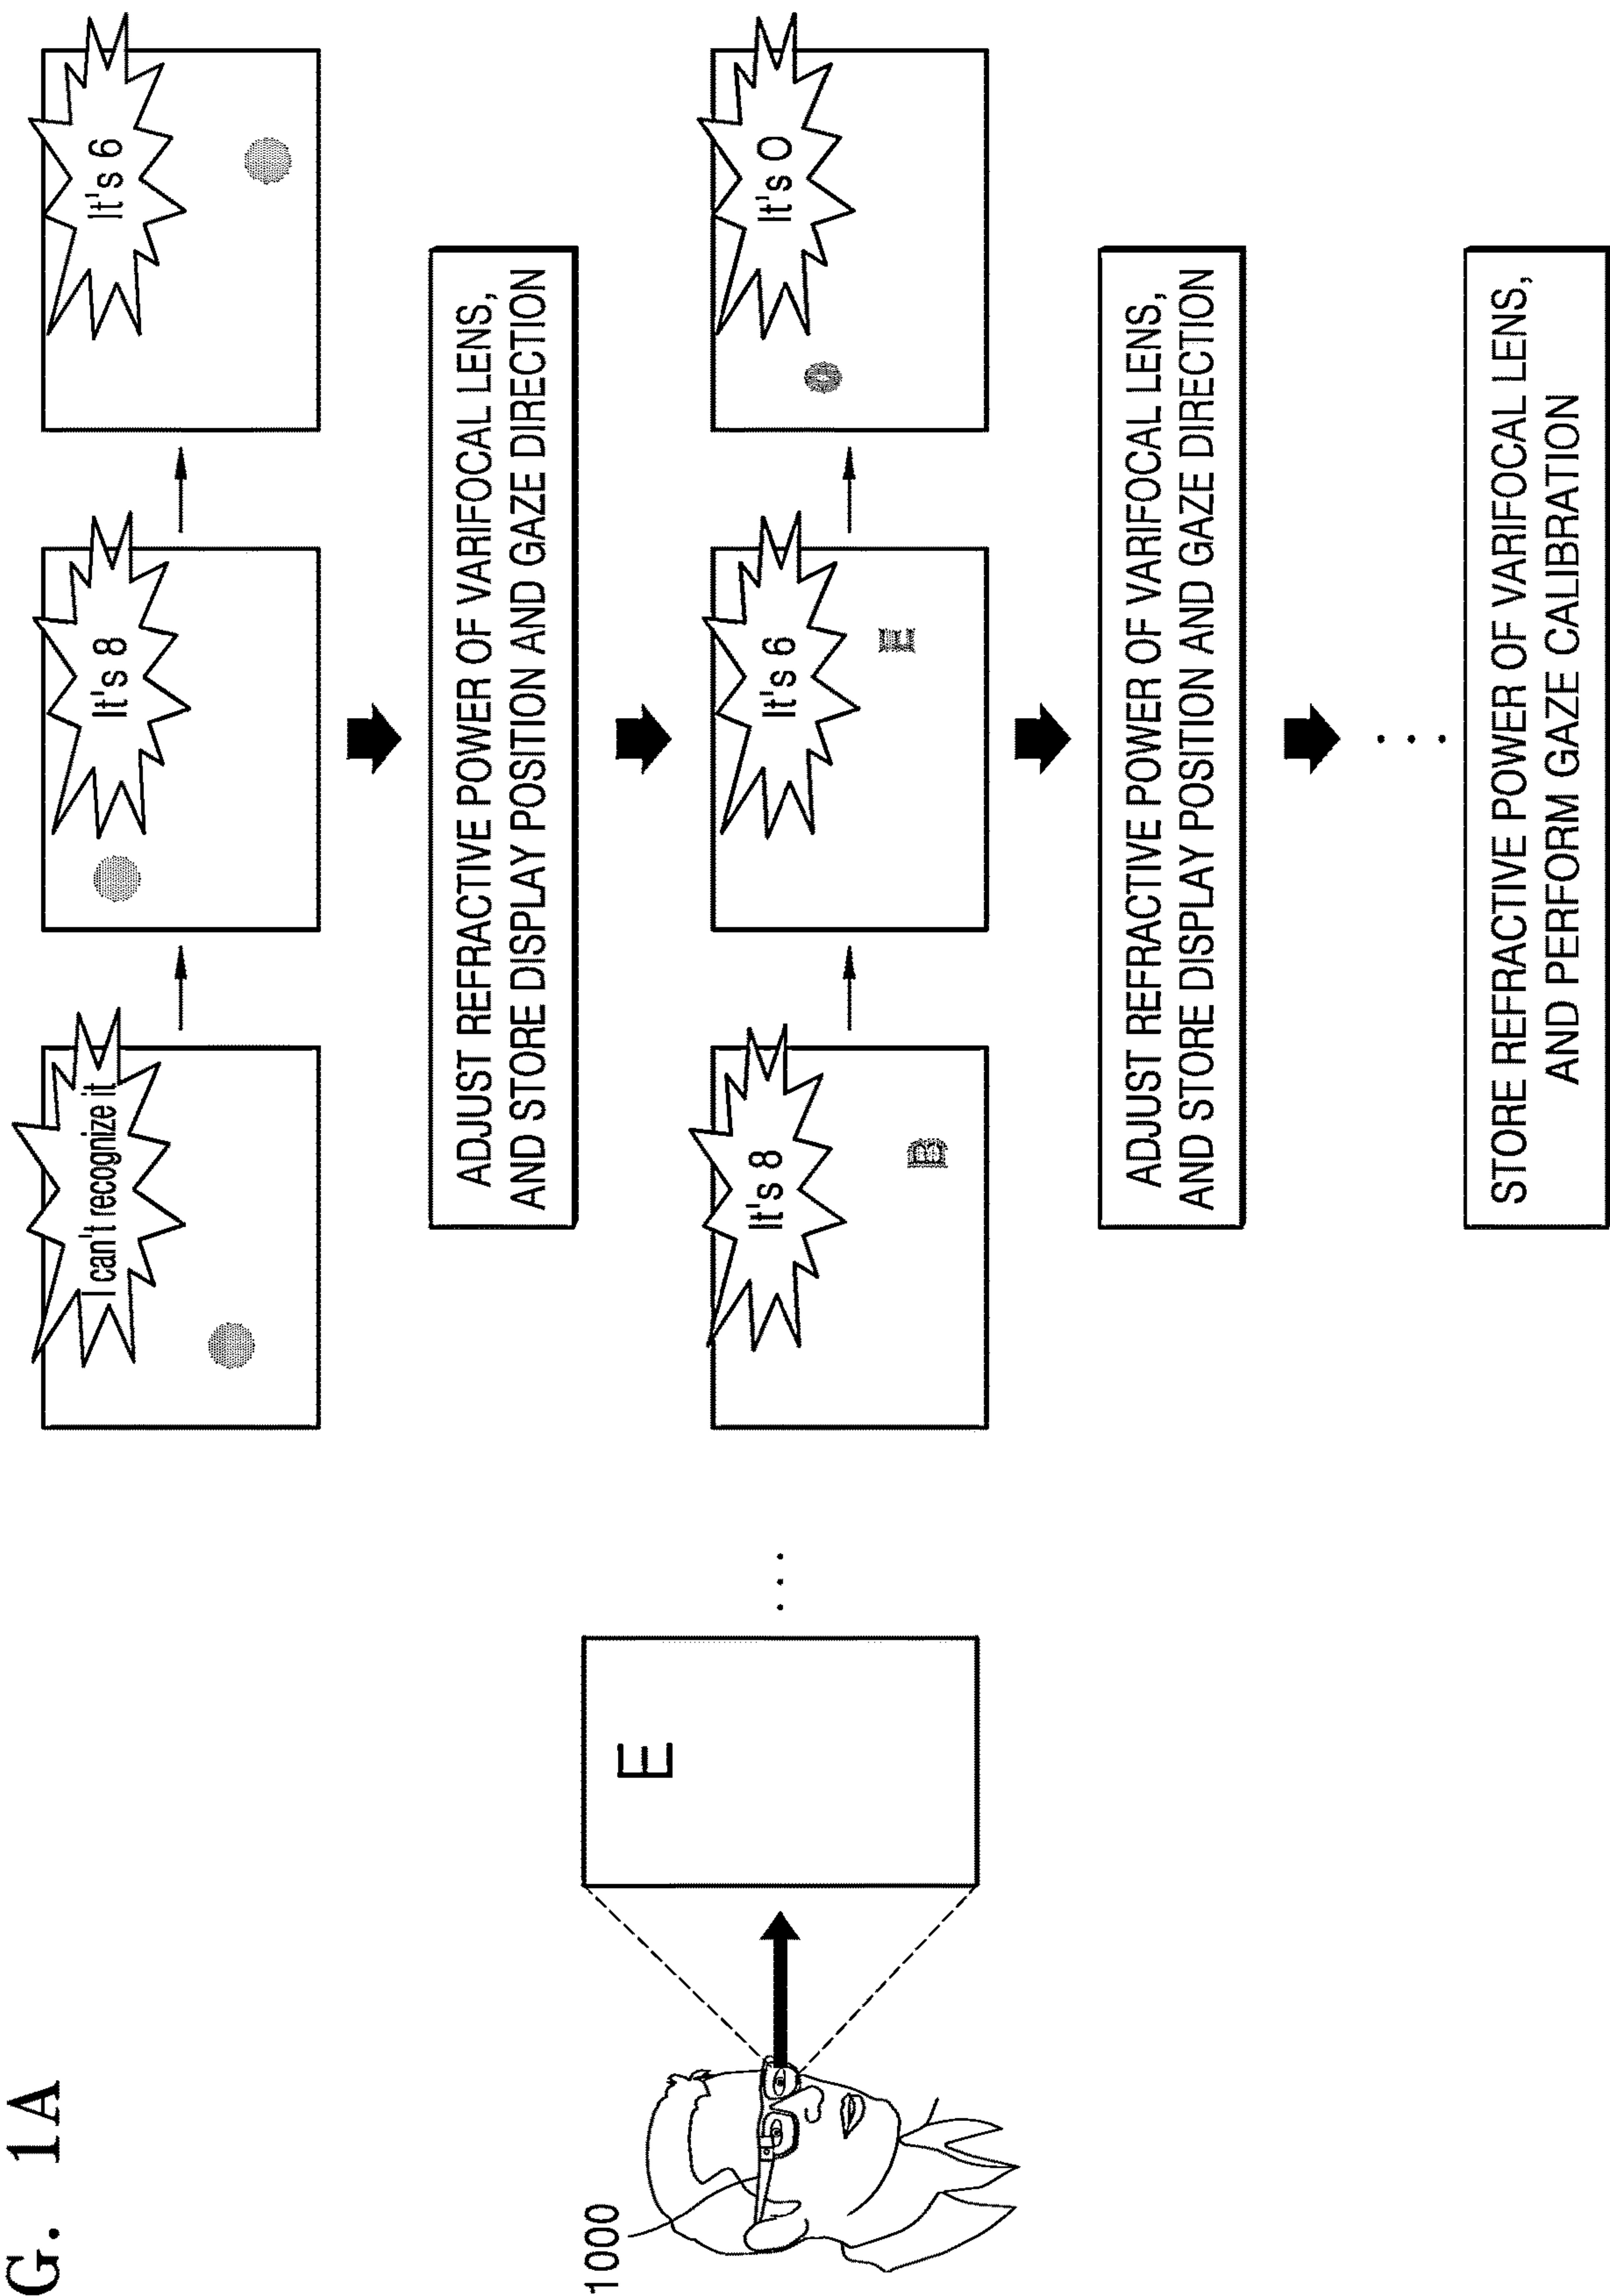 G. 1A
1000
E
. . .
I can't recognize it
It's 8
It's 6
ADJUST REFRACTIVE POWER OF VARIFOCAL LENS,
AND STORE DISPLAY POSITION AND GAZE DIRECTION
It's 8
B
It's 6
E
It's O
ADJUST REFRACTIVE POWER OF VARIFOCAL LENS,
AND STORE DISPLAY POSITION AND GAZE DIRECTION
. . .
STORE REFRACTIVE POWER OF VARIFOCAL LENS,
AND PERFORM GAZE CALIBRATION